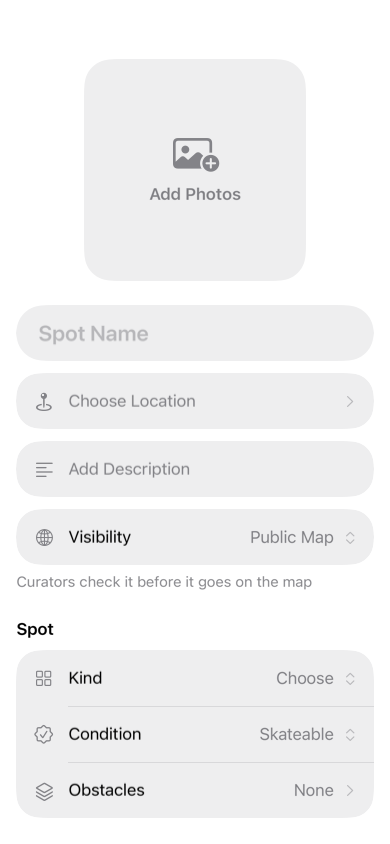 Add Photos
Spot Name
Choose Location
Add Description
Visibility Public Map
Curators check it before it goes on the map
Spot
Kind Choose
Condition Skateable
Obstacles None